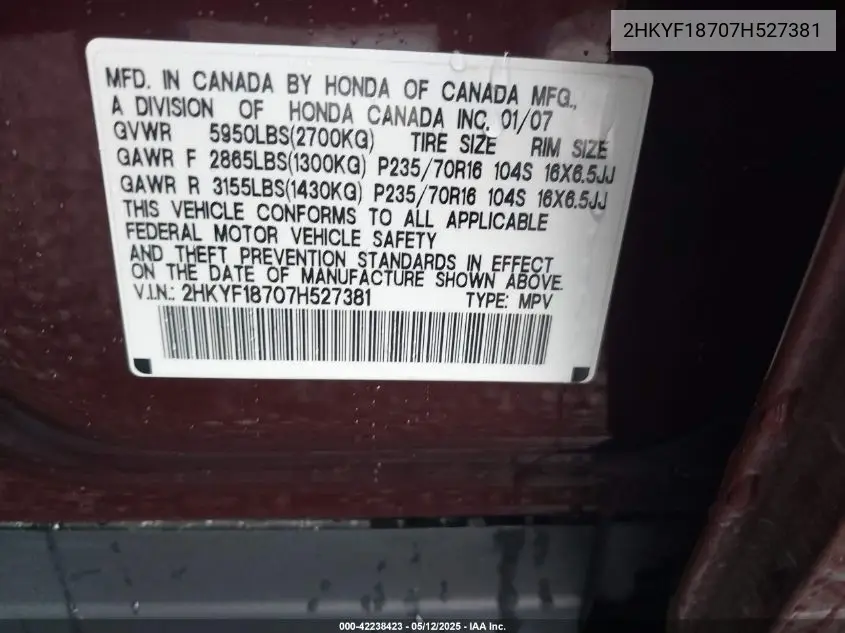 2HKYF18707H527381
MFD. IN CANADA BY HONDA OF CANADA MFG.,
A DIVISION OF HONDA CANADA INC. 01/07
GVWR 5950LBS(2700KG) TIRE SIZE RIM SIZE
GAWR F 2865LBS(1300KG) P235/70R16 104S 16X6.5JJ
GAWR R 3155LBS(1430KG) P235/70R16 104S 16X6.5JJ
THIS VEHICLE CONFORMS TO ALL APPLICABLE
FEDERAL MOTOR VEHICLE SAFETY
AND THEFT PREVENTION STANDARDS IN EFFECT
ON THE DATE OF MANUFACTURE SHOWN ABOVE.
V.I.N.: 2HKYF18707H527381 TYPE: MPV
000-42238423 - 05/12/2025 - IAA Inc.